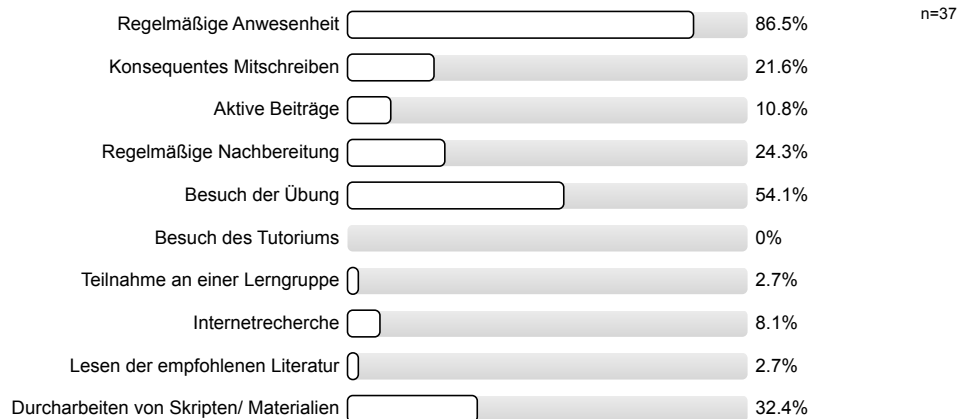 n=37
Regelmäßige Anwesenheit 86.5%
Konsequentes Mitschreiben 21.6%
Aktive Beiträge 10.8%
Regelmäßige Nachbereitung 24.3%
Besuch der Übung 54.1%
Besuch des Tutoriums 0%
Teilnahme an einer Lerngruppe 2.7%
Internetrecherche 8.1%
Lesen der empfohlenen Literatur 2.7%
Durcharbeiten von Skripten/ Materialien 32.4%